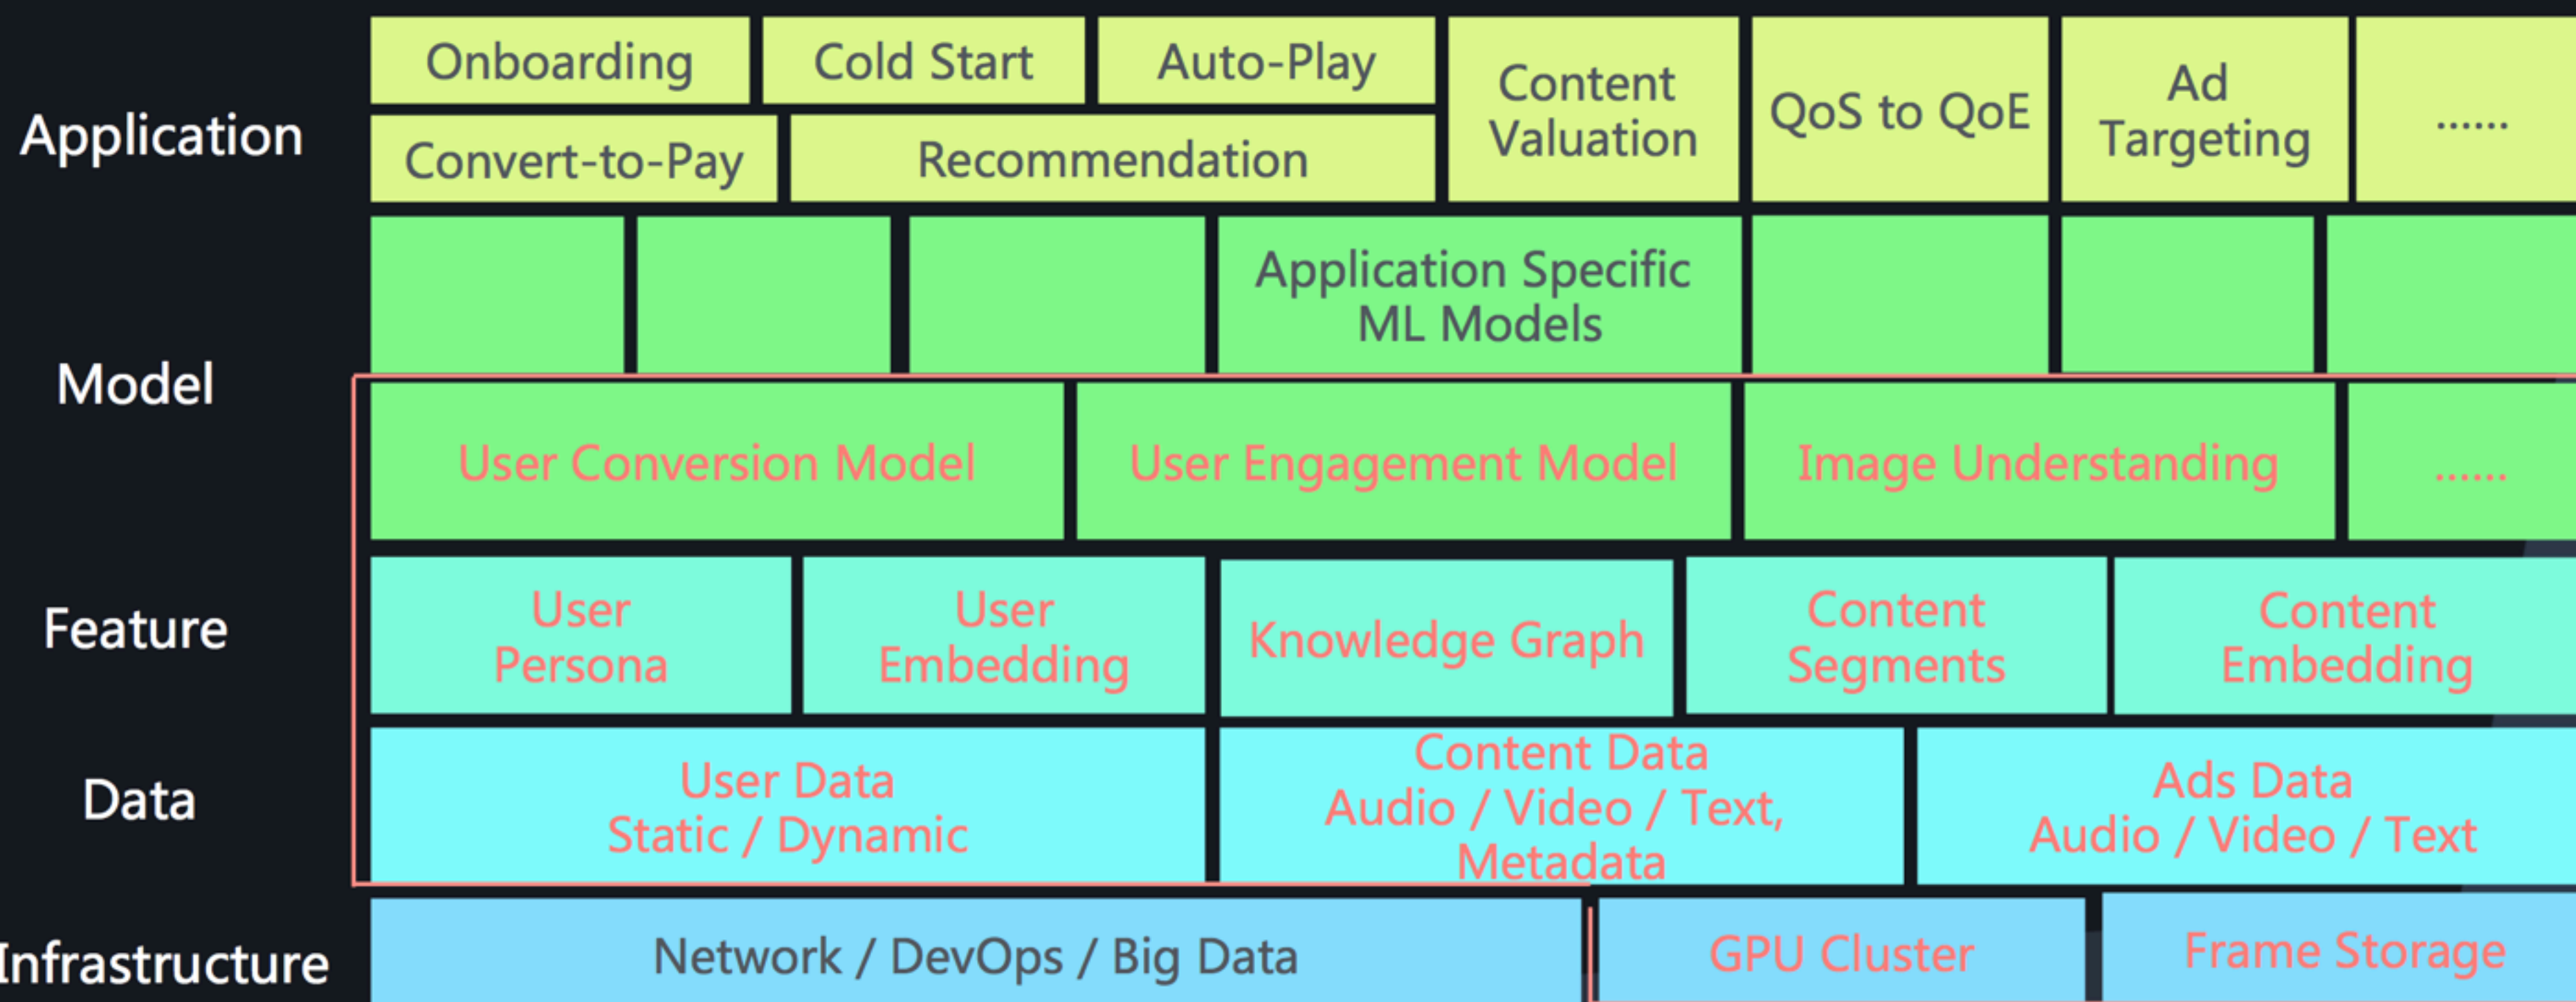 Application
Onboarding
Cold Start
Auto-Play
Convert-to-Pay
Recommendation
Content
Valuation
QoS to QoE
Ad
Targeting
......
Model
Application Specific
ML Models
User Conversion Model
User Engagement Model
Image Understanding
......
Feature
User
Persona
User
Embedding
Knowledge Graph
Content
Segments
Content
Embedding
Data
User Data
Static / Dynamic
Content Data
Audio / Video / Text,
Metadata
Ads Data
Audio / Video / Text
Infrastructure
Network / DevOps / Big Data
GPU Cluster
Frame Storage